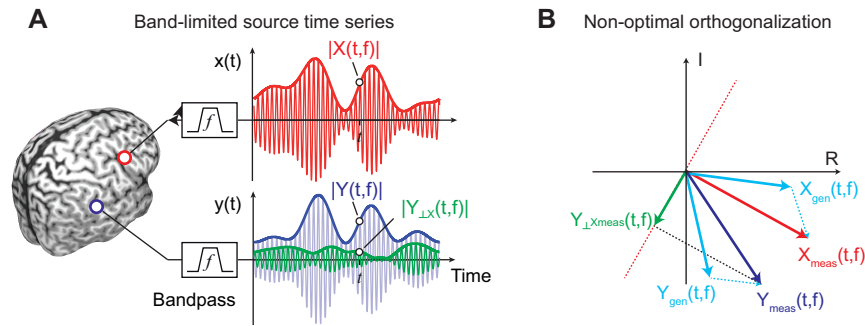 A
Band-limited source time series
x(t)
|X(t,f)|
f
t
y(t)
|Y(t,f)|
|Y⊥X(t,f)|
f
t
Time
Bandpass
B
Non-optimal orthogonalization
I
R
Xgen(t,f)
Y⊥Xmeas(t,f)
Xmeas(t,f)
Ygen(t,f)
Ymeas(t,f)